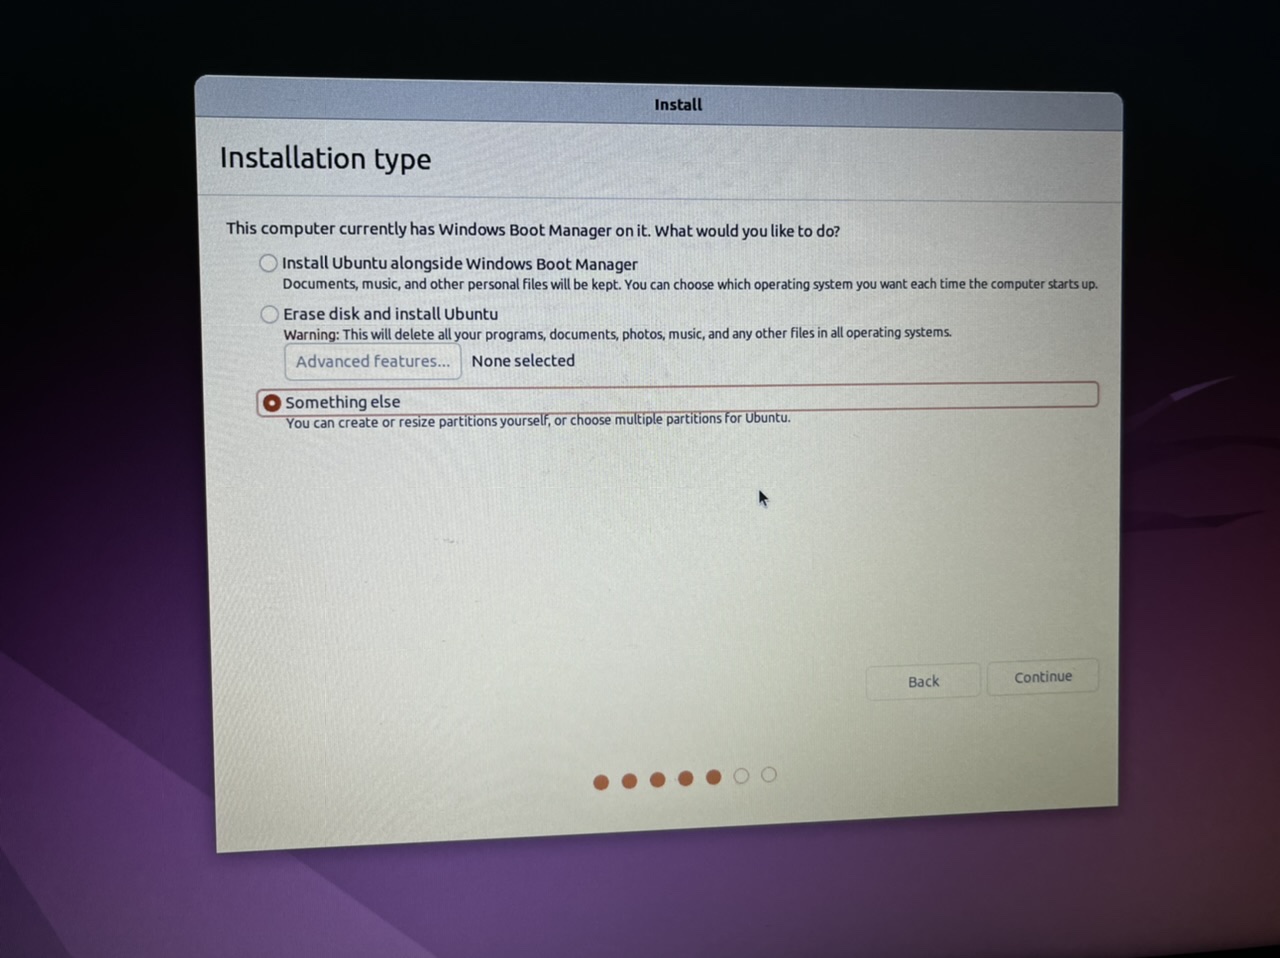 Install
Installation type
This computer currently has Windows Boot Manager on it. What would you like to do?
Install Ubuntu alongside Windows Boot Manager
Documents, music, and other personal files will be kept. You can choose which operating system you want each time the computer starts up.
Erase disk and install Ubuntu
Warning: This will delete all your programs, documents, photos, music, and any other files in all operating systems.
Advanced features... None selected
Something else
You can create or resize partitions yourself, or choose multiple partitions for Ubuntu.
Back Continue